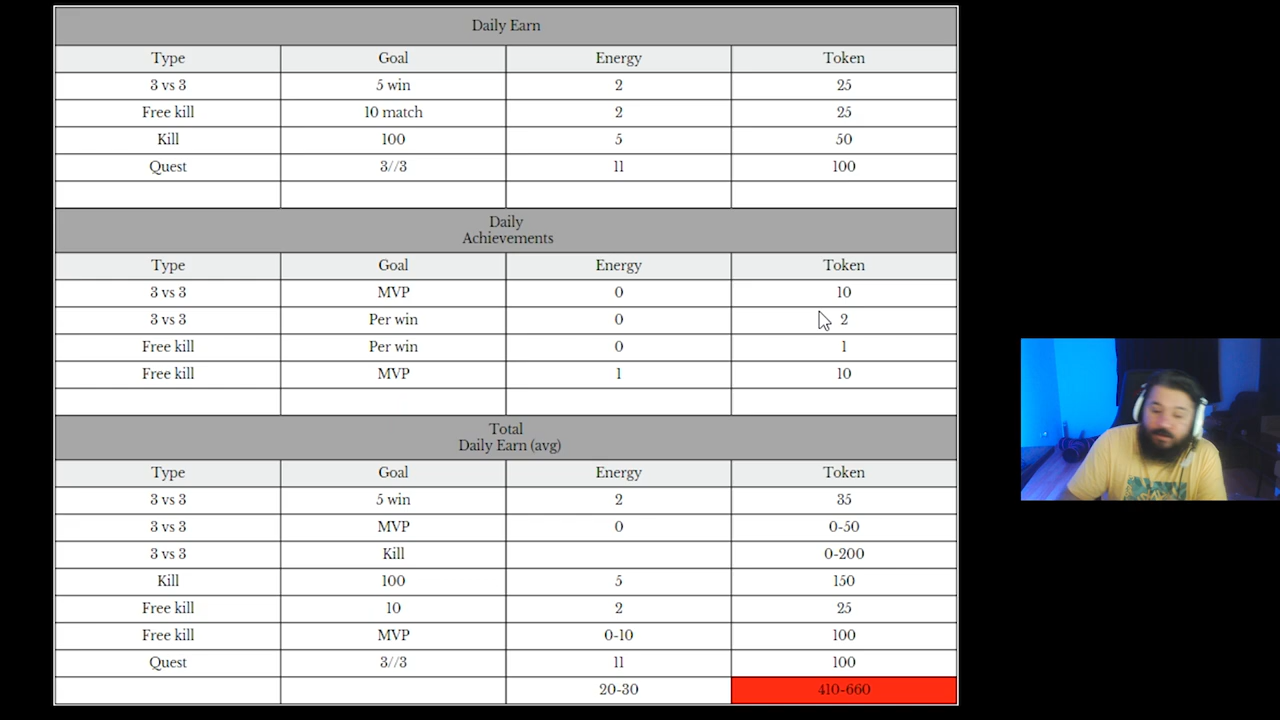 Daily Earn
Type Goal Energy Token
3 vs 3 5 win 2 25
Free kill 10 match 2 25
Kill 100 5 50
Quest 3//3 11 100
Daily
Achievements
Type Goal Energy Token
3 vs 3 MVP 0 10
3 vs 3 Per win 0 2
Free kill Per win 0 1
Free kill MVP 1 10
Total
Daily Earn (avg)
Type Goal Energy Token
3 vs 3 5 win 2 35
3 vs 3 MVP 0 0-50
3 vs 3 Kill 0-200
Kill 100 5 150
Free kill 10 2 25
Free kill MVP 0-10 100
Quest 3//3 11 100
20-30 410-660